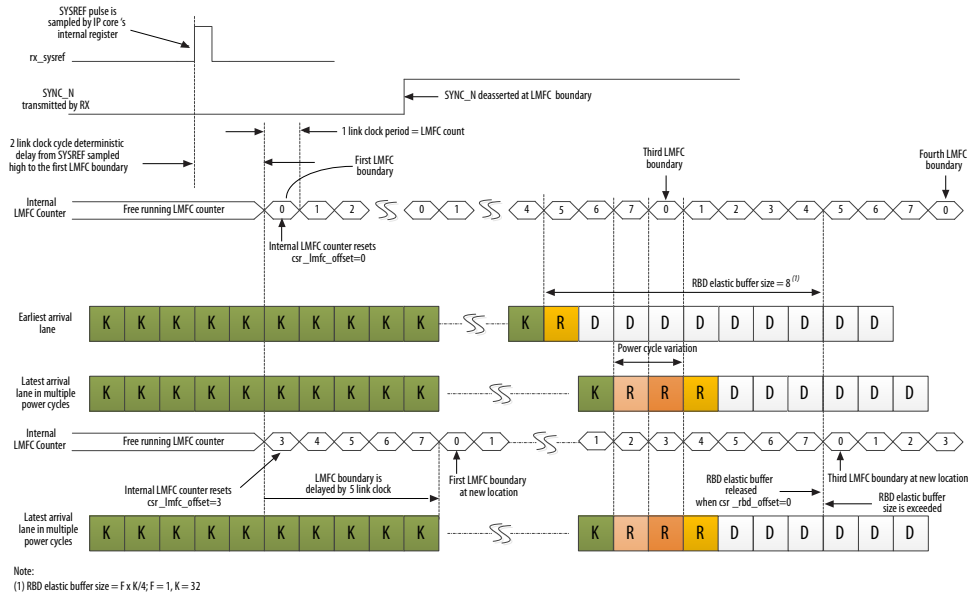 SYSREF pulse is
sampled by IP core's
internal register
rx_sysref
SYNC_N
transmitted by RX
SYNC_N deasserted at LMFC boundary
1 link clock period = LMFC count
2 link clock cycle deterministic
delay from SYSREF sampled
high to the first LMFC boundary
First LMFC
boundary
Third LMFC
boundary
Fourth LMFC
boundary
Internal
LMFC Counter
Free running LMFC counter
0 1 2 0 1 4 5 6 7 0 1 2 3 4 5 6 7 0
Internal LMFC counter resets
csr_lmfc_offset=0
RBD elastic buffer size = 8 (1)
Earliest arrival
lane
K K K K K K K K K K K R D D D D D D D D D
Power cycle variation
Latest arrival
lane in multiple
power cycles
K K K K K K K K K K K R R R D D D D D D
Internal
LMFC Counter
Free running LMFC counter
3 4 5 6 7 0 1 1 2 3 4 5 6 7 0 1 2 3
Internal LMFC counter resets
csr_lmfc_offset=3
LMFC boundary is
delayed by 5 link clock
First LMFC boundary
at new location
RBD elastic buffer
released
when csr_rbd_offset=0
Third LMFC boundary at new location
RBD elastic buffer
size is exceeded
Latest arrival
lane in multiple
power cycles
K K K K K K K K K K K R R R D D D D D D
Note:
(1) RBD elastic buffer size = F x K/4; F = 1, K = 32